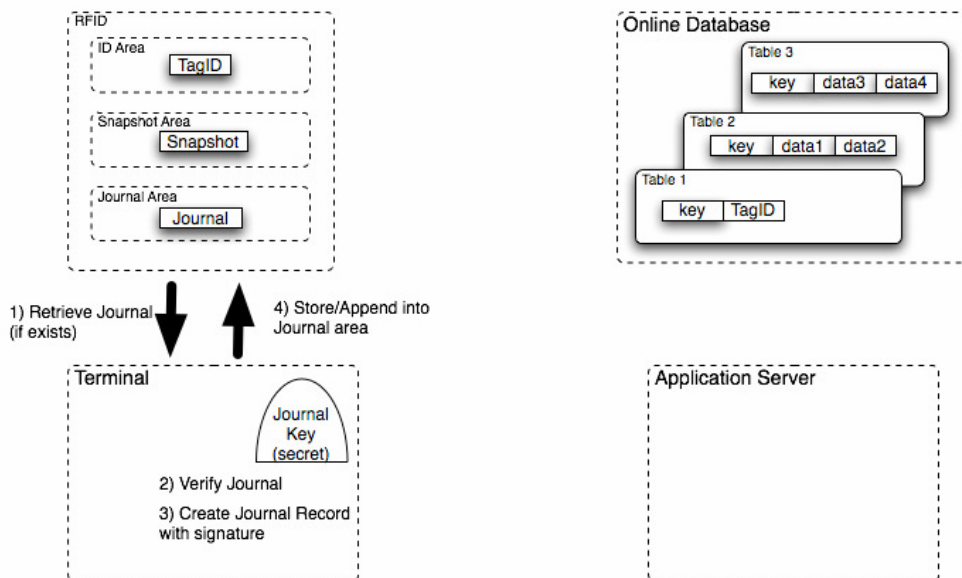 RFID
ID Area
TagID
Snapshot Area
Snapshot
Journal Area
Journal
Online Database
Table 3
key data3 data4
Table 2
key data1 data2
Table 1
key TagID
1) Retrieve Journal
(if exists)
4) Store/Append into
Journal area
Terminal
Journal
Key
(secret)
2) Verify Journal
3) Create Journal Record
with signature
Application Server